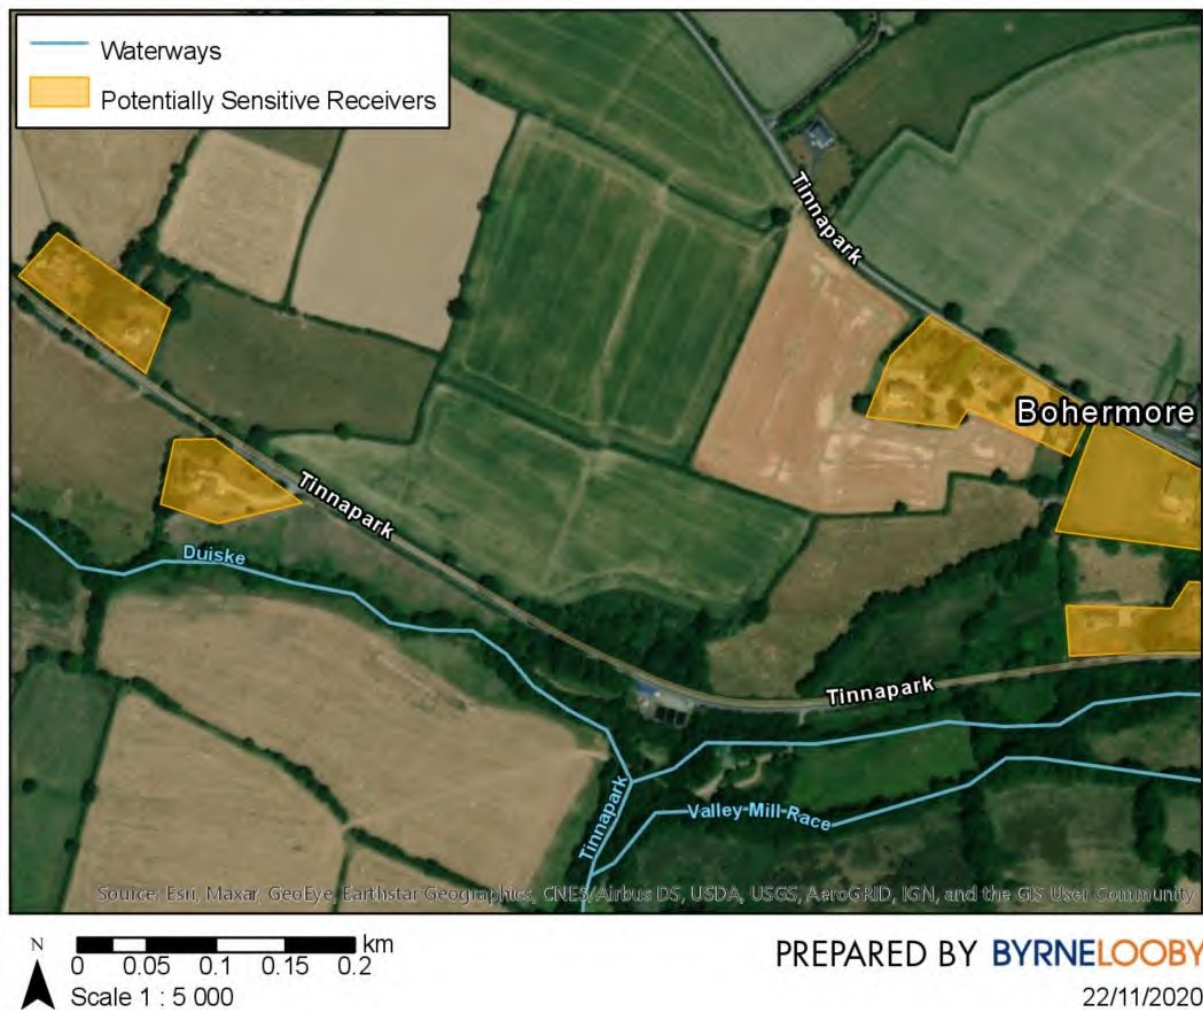 Waterways
Potentially Sensitive Receivers
Tinnapark
Bohermore
Tinnapark
Duiske
Tinnapark
Tinnapark
Valley Mill Race
Source: Esri, Maxar, GeoEye, Earthstar Geographics, CNES/Airbus DS, USDA, USGS, AeroGRID, IGN, and the GIS User Community
N
km
0 0.05 0.1 0.15 0.2
Scale 1 : 5 000
PREPARED BY BYRNELOOBY
22/11/2020